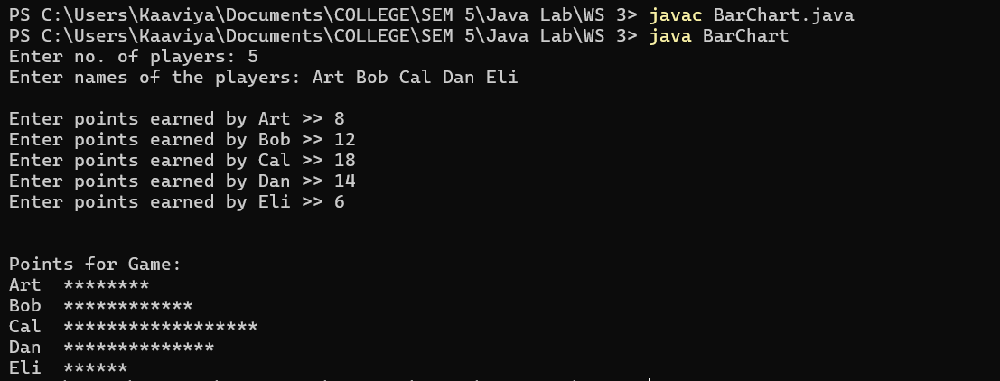 PS C:\Users\Kaaviya\Documents\COLLEGE\SEM 5\Java Lab\WS 3> javac BarChart.java
PS C:\Users\Kaaviya\Documents\COLLEGE\SEM 5\Java Lab\WS 3> java BarChart
Enter no. of players: 5
Enter names of the players: Art Bob Cal Dan Eli
Enter points earned by Art >> 8
Enter points earned by Bob >> 12
Enter points earned by Cal >> 18
Enter points earned by Dan >> 14
Enter points earned by Eli >> 6
Points for Game:
Art  ********
Bob  ************
Cal  ******************
Dan  **************
Eli  ******